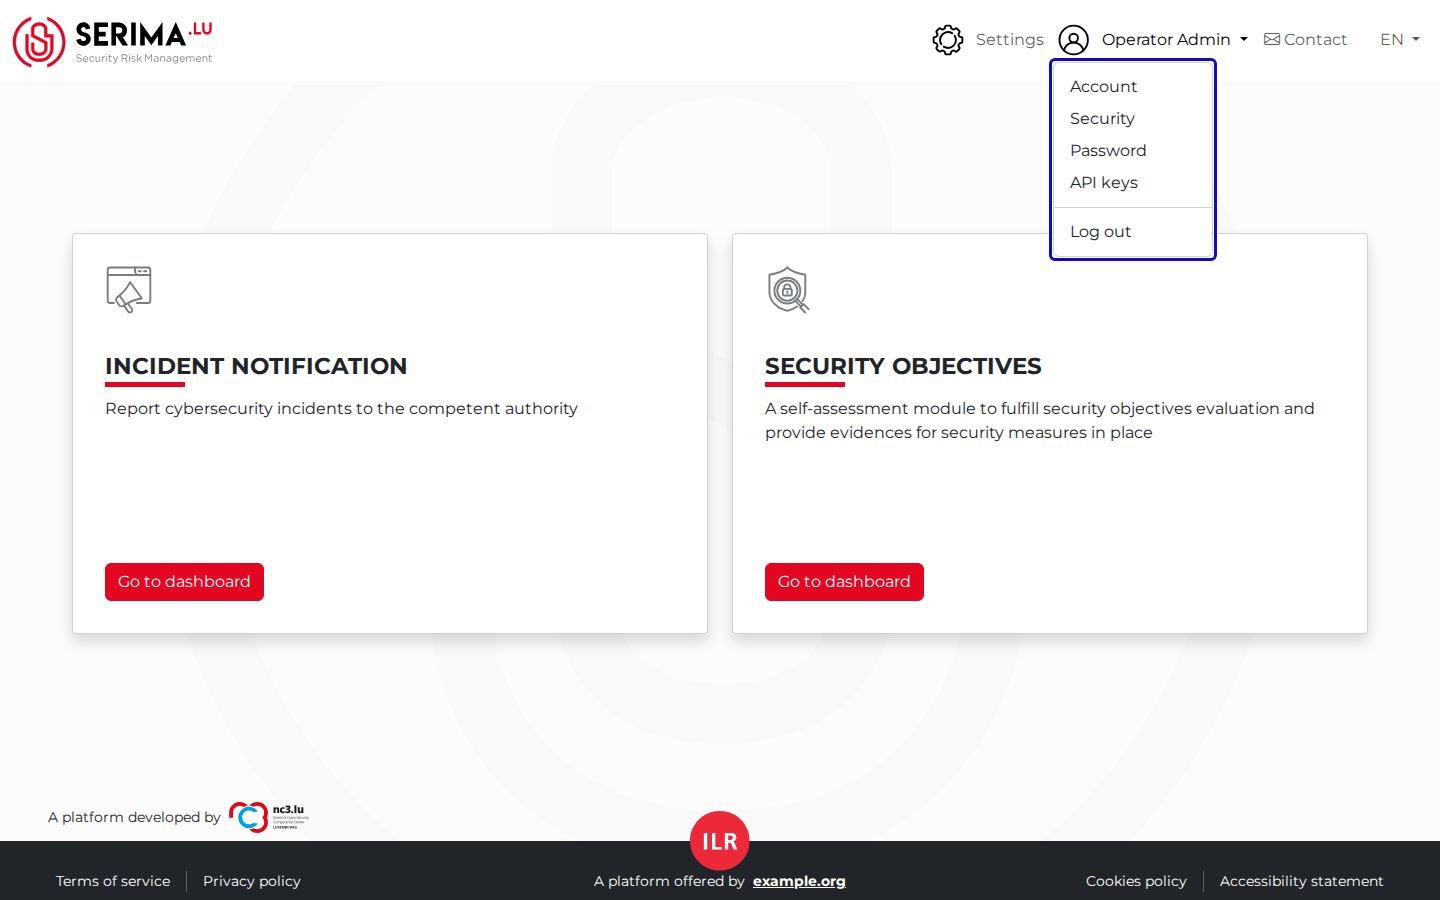 SERIMA.LU
Security Risk Management
Settings
Operator Admin
Contact
EN
Account
Security
Password
API keys
Log out
INCIDENT NOTIFICATION
Report cybersecurity incidents to the competent authority
Go to dashboard
SECURITY OBJECTIVES
A self-assessment module to fulfill security objectives evaluation and
provide evidences for security measures in place
Go to dashboard
A platform developed by
nc3.lu
LUXEMBOURG
ILR
Terms of service
Privacy policy
A platform offered by example.org
Cookies policy
Accessibility statement